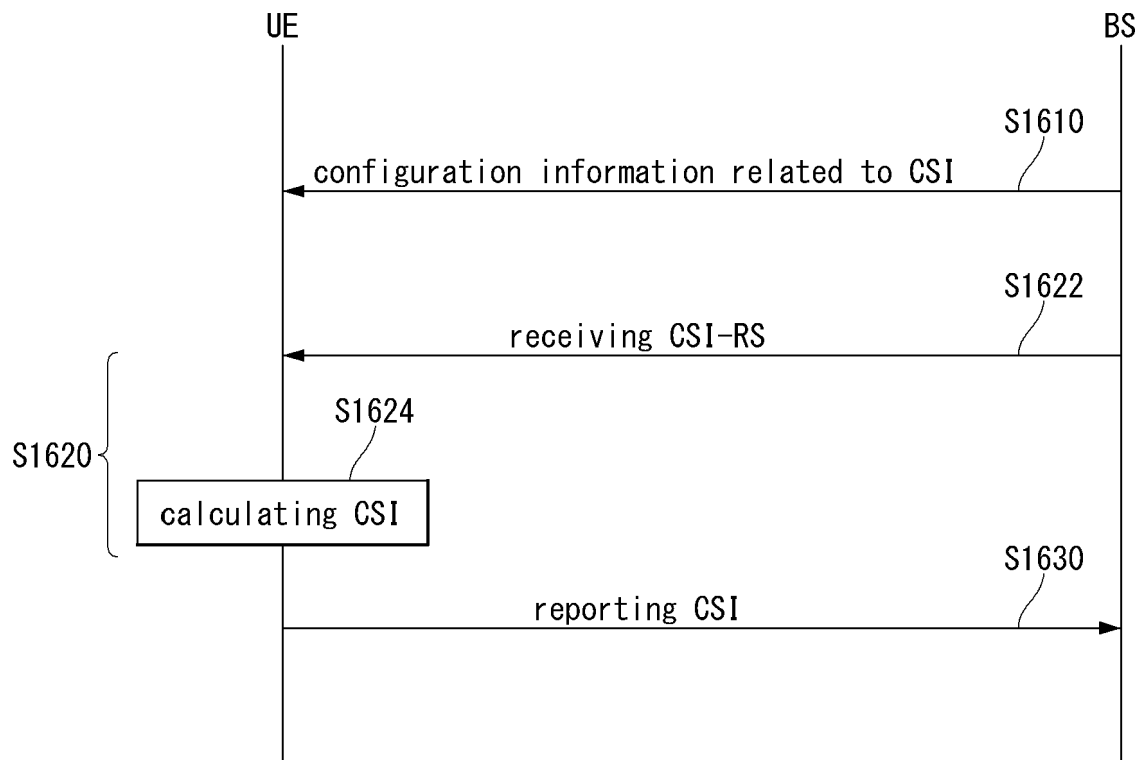 UE
BS
S1610
configuration information related to CSI
S1622
receiving CSI-RS
S1624
S1620
calculating CSI
S1630
reporting CSI